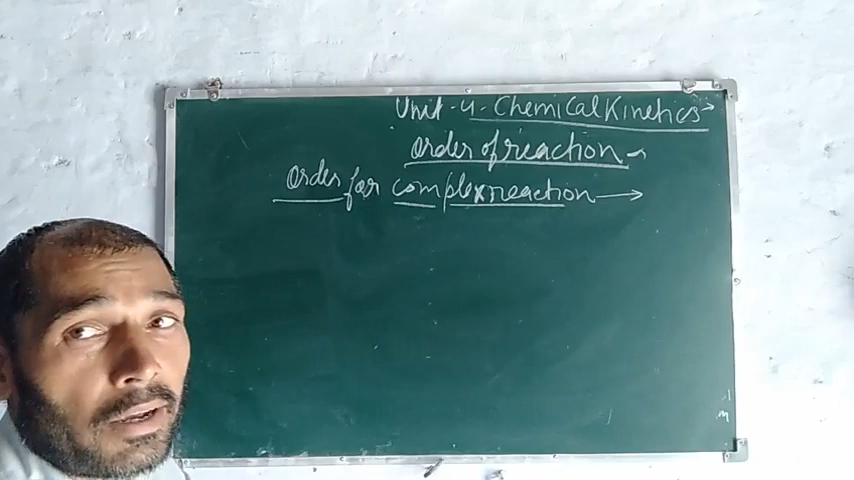 Unit - 4 - Chemical Kinetics →
Order of reaction →
Order for complex reaction →